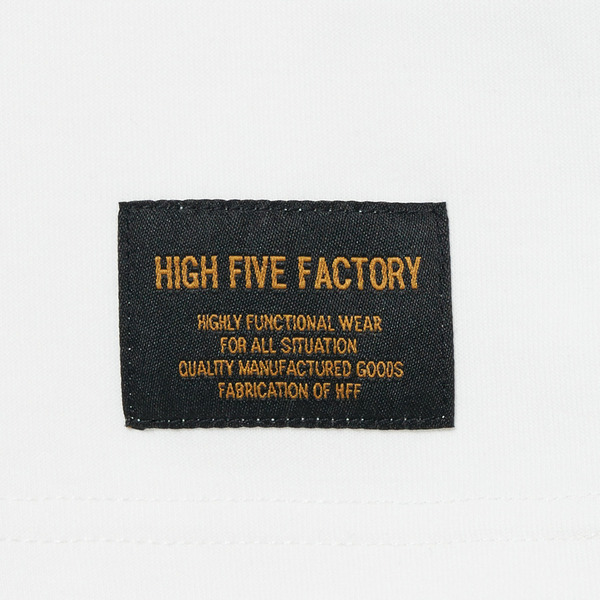 HIGH FIVE FACTORY
HIGHLY FUNCTIONAL WEAR
FOR ALL SITUATION
QUALITY MANUFACTURED GOODS
FABRICATION OF HFF